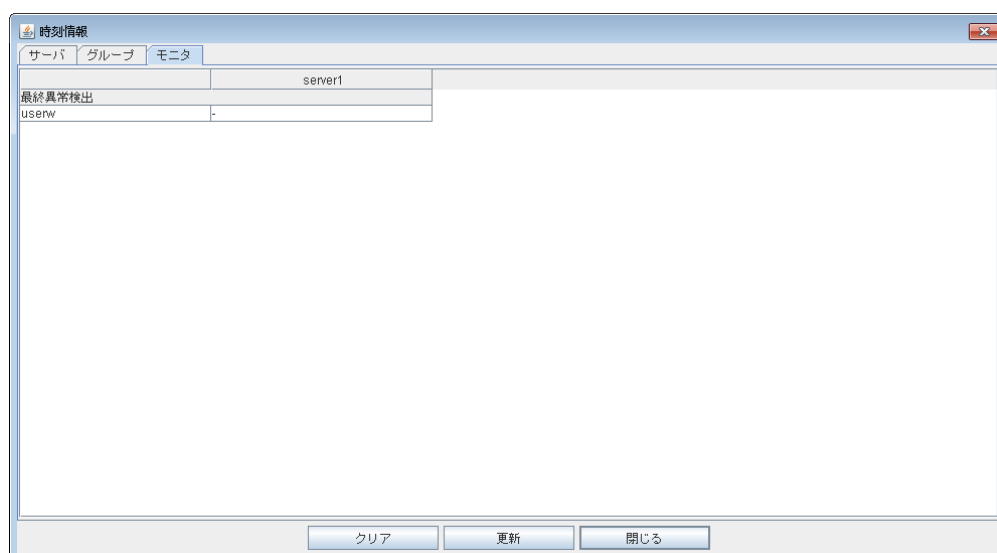 時刻情報
サーバ グループ モニタ
server1
最終異常検出
userw -
クリア 更新 閉じる